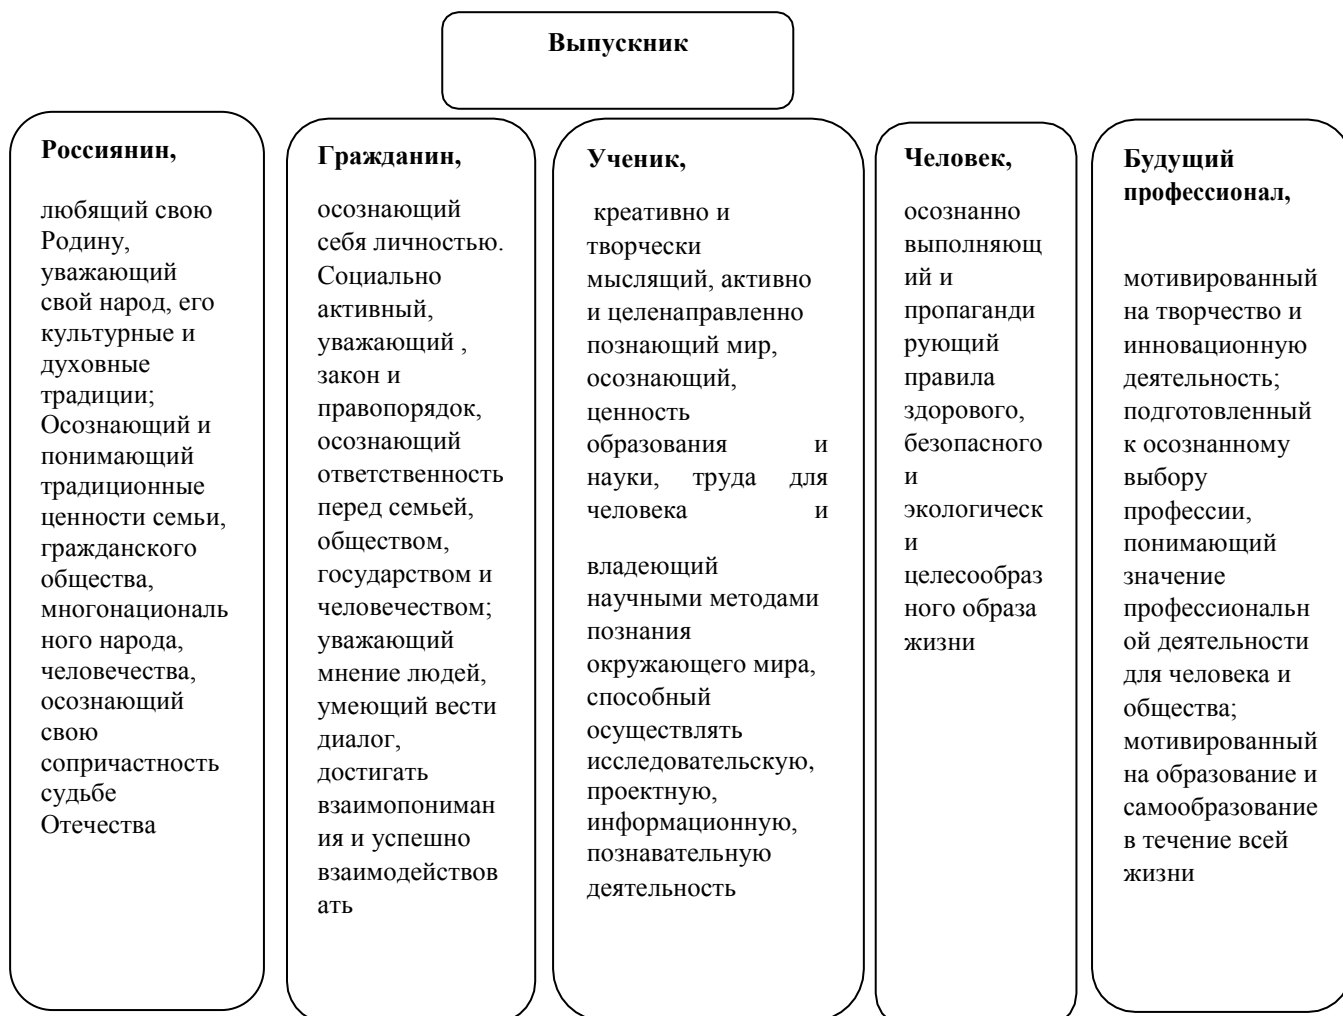 Выпускник
Россиянин,
любящий свою
Родину,
уважающий
свой народ, его
культурные и
духовные
традиции;
Осознающий и
понимающий
традиционные
ценности семьи,
гражданского
общества,
многонациональ
ного народа,
человечества,
осознающий
свою
сопричастность
судьбе
Отечества
Гражданин,
осознающий
себя личностью.
Социально
активный,
уважающий ,
закон и
правопорядок,
осознающий
ответственность
перед семьей,
обществом,
государством и
человечеством;
уважающий
мнение людей,
умеющий вести
диалог,
достигать
взаимопониман
ия и успешно
взаимодействов
ать
Ученик,
креативно и
творчески
мыслящий, активно
и целенаправленно
познающий мир,
осознающий,
ценность
образования и
науки, труда для
человека и
владеющий
научными методами
познания
окружающего мира,
способный
осуществлять
исследовательскую,
проектную,
информационную,
познавательную
деятельность
Человек,
осознанно
выполняющ
ий и
пропаганди
рующий
правила
здорового,
безопасного
и
экологическ
и
целесообраз
ного образа
жизни
Будущий
профессионал,
мотивированный
на творчество и
инновационную
деятельность;
подготовленный
к осознанному
выбору
профессии,
понимающий
значение
профессиональн
ой деятельности
для человека и
общества;
мотивированный
на образование и
самообразование
в течение всей
жизни